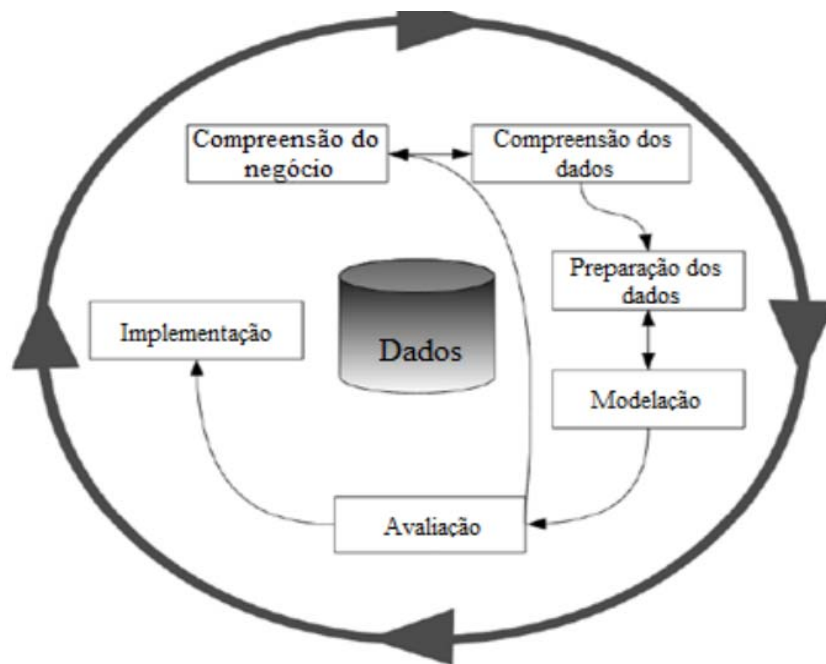 Compreensão do
negócio
Compreensão dos
dados
Preparação dos
dados
Implementação
Dados
Modelação
Avaliação